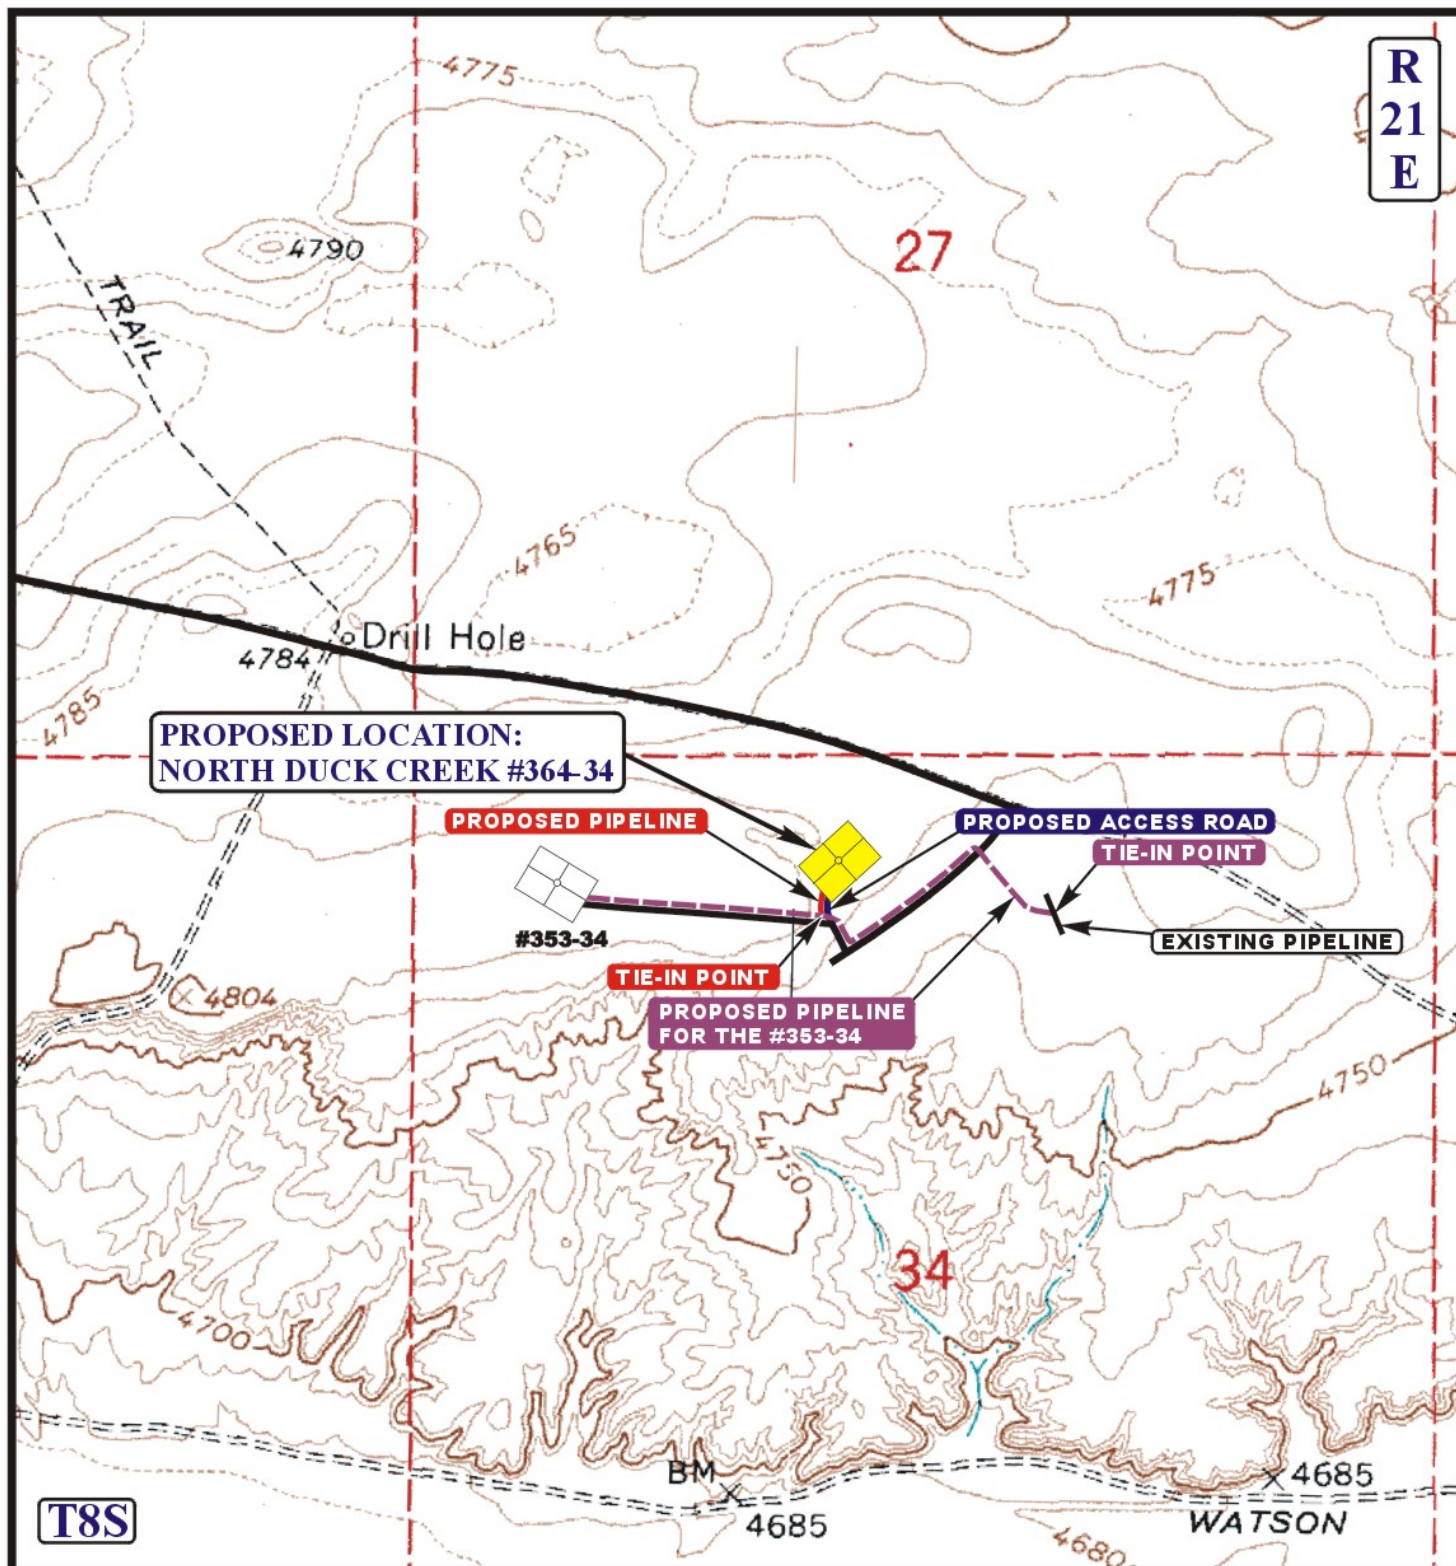 4775
R
21
E
4790
27
TRAIL
4765
4775
Drill Hole
4784
4785
PROPOSED LOCATION:
NORTH DUCK CREEK #364-34
PROPOSED PIPELINE
PROPOSED ACCESS ROAD
TIE-IN POINT
#353-34
EXISTING PIPELINE
TIE-IN POINT
4804
PROPOSED PIPELINE
FOR THE #353-34
4750
4750
34
4700
BM
4685
4685
T8S
WATSON
4680